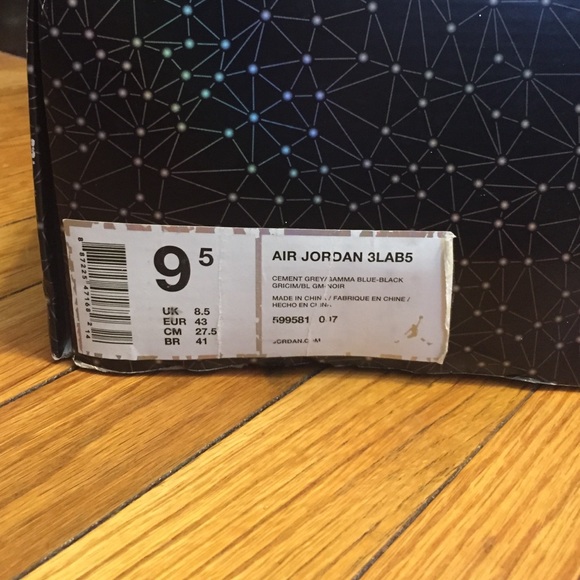 9 5
UK 8.5
EUR 43
CM 27.5
BR 41
AIR JORDAN 3LAB5
CEMENT GREY/GAMMA BLUE-BLACK
GRICIM/BL GM/NOIR
MADE IN CHINA / FABRIQUE EN CHINE /
HECHO EN CHINA
599581
JORDAN.COM